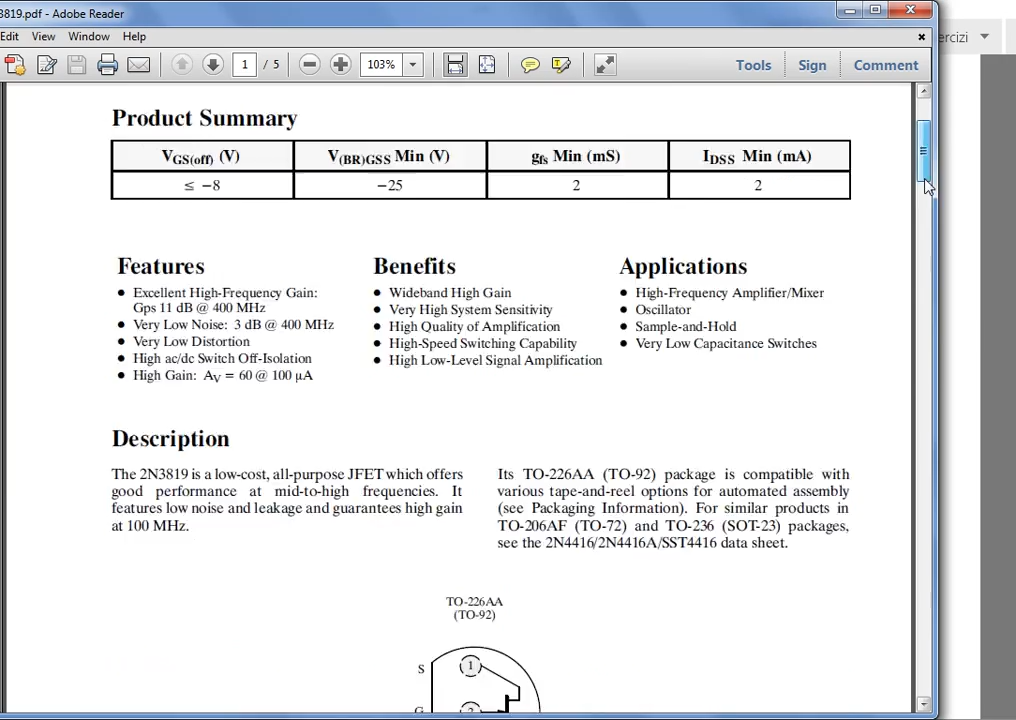 3819.pdf - Adobe Reader
Edit View Window Help
ercizi
1 / 5 103% Tools Sign Comment
Product Summary
VGS(off) (V) V(BR)GSS Min (V) gfs Min (mS) IDSS Min (mA)
≤ −8 −25 2 2
Features
● Excellent High-Frequency Gain:
Gps 11 dB @ 400 MHz
● Very Low Noise: 3 dB @ 400 MHz
● Very Low Distortion
● High ac/dc Switch Off-Isolation
● High Gain: AV = 60 @ 100 μA
Benefits
● Wideband High Gain
● Very High System Sensitivity
● High Quality of Amplification
● High-Speed Switching Capability
● High Low-Level Signal Amplification
Applications
● High-Frequency Amplifier/Mixer
● Oscillator
● Sample-and-Hold
● Very Low Capacitance Switches
Description
The 2N3819 is a low-cost, all-purpose JFET which offers
good performance at mid-to-high frequencies. It
features low noise and leakage and guarantees high gain
at 100 MHz.
Its TO-226AA (TO-92) package is compatible with
various tape-and-reel options for automated assembly
(see Packaging Information). For similar products in
TO-206AF (TO-72) and TO-236 (SOT-23) packages,
see the 2N4416/2N4416A/SST4416 data sheet.
TO-226AA
(TO-92)
S 1
G 2